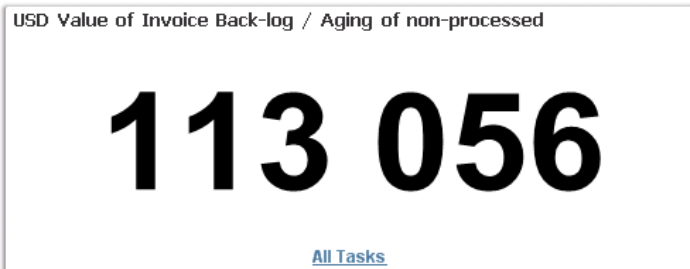 USD Value of Invoice Back-log / Aging of non-processed
113 056
All Tasks